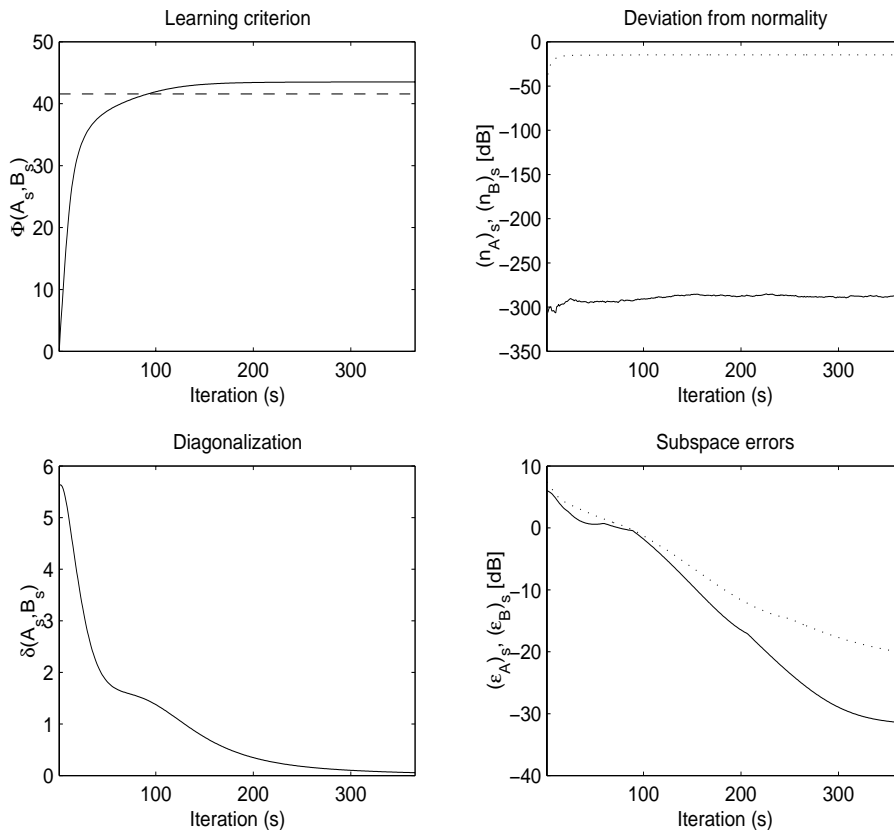 Learning criterion
50
40
30
20
10
0
Φ(A_s,B_s)
100 200 300
Iteration (s)
Deviation from normality
0
−50
−100
−150
−200
−250
−300
−350
(n_A)_s, (n_B)_s [dB]
100 200 300
Iteration (s)
Diagonalization
6
5
4
3
2
1
0
δ(A_s,B_s)
100 200 300
Iteration (s)
Subspace errors
10
0
−10
−20
−30
−40
(ε_A)_s, (ε_B)_s [dB]
100 200 300
Iteration (s)